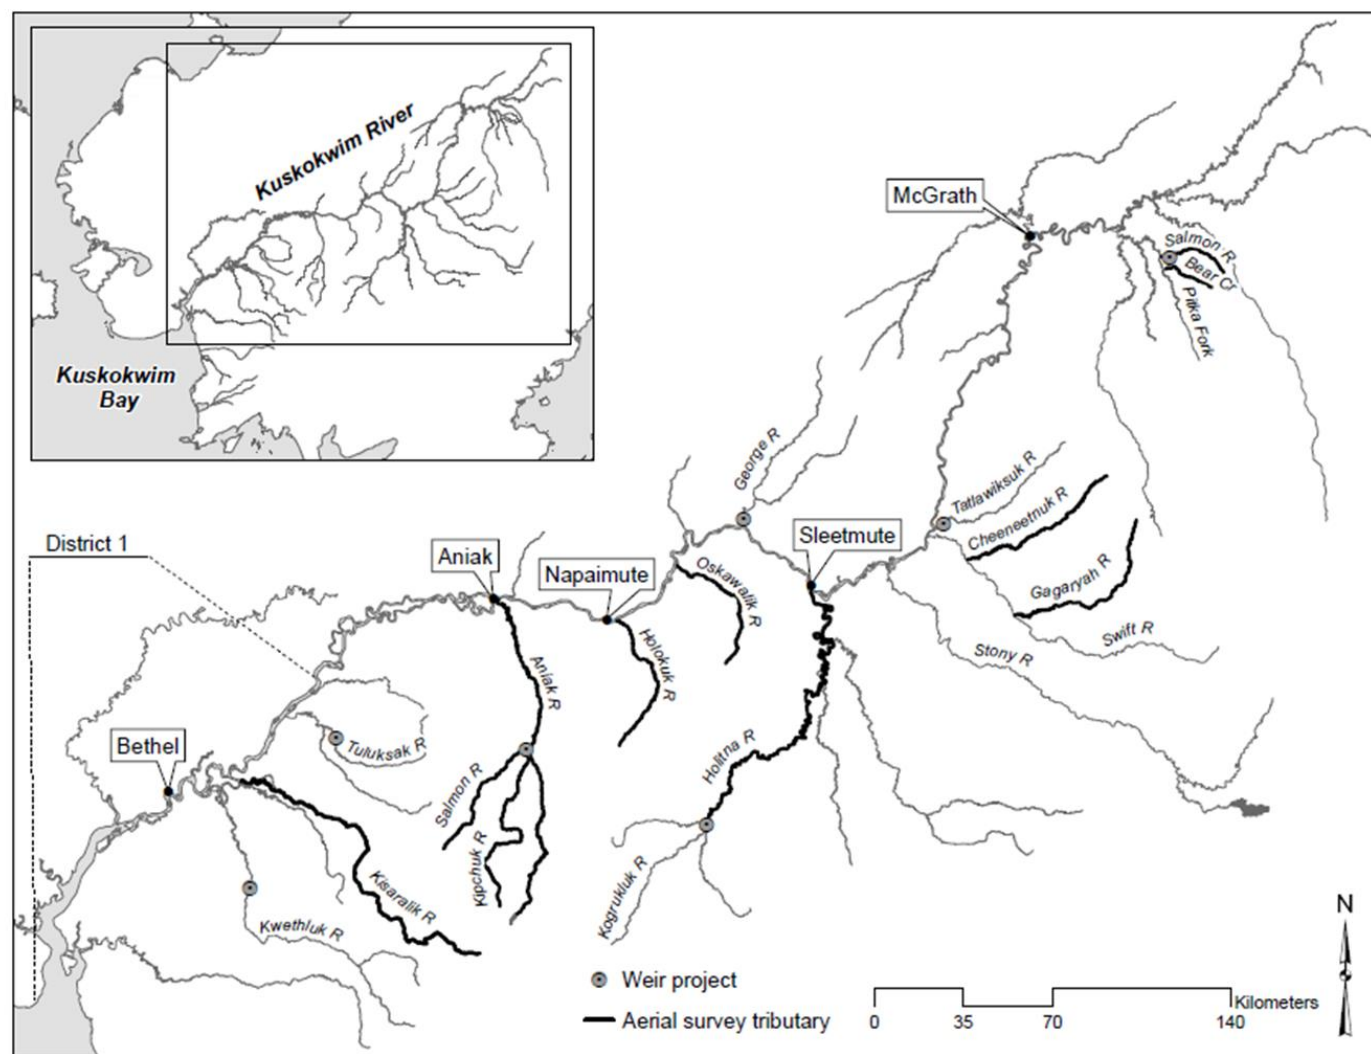 Kuskokwim River
Kuskokwim
Bay
McGrath
Salmon R
Bear Cr
Pitka Fork
George R
Tatlawiksuk R
Cheeneetnuk R
Gagaryah R
Swift R
Stony R
Sleetmute
District 1
Aniak
Napaimute
Oskawalik R
Holokuk R
Aniak R
Holitna R
Bethel
Tuluksak R
Salmon R
Kipchuk R
Kisaralik R
Kwethluk R
Kogrukluk R
N
Weir project
Aerial survey tributary
Kilometers
0 35 70 140